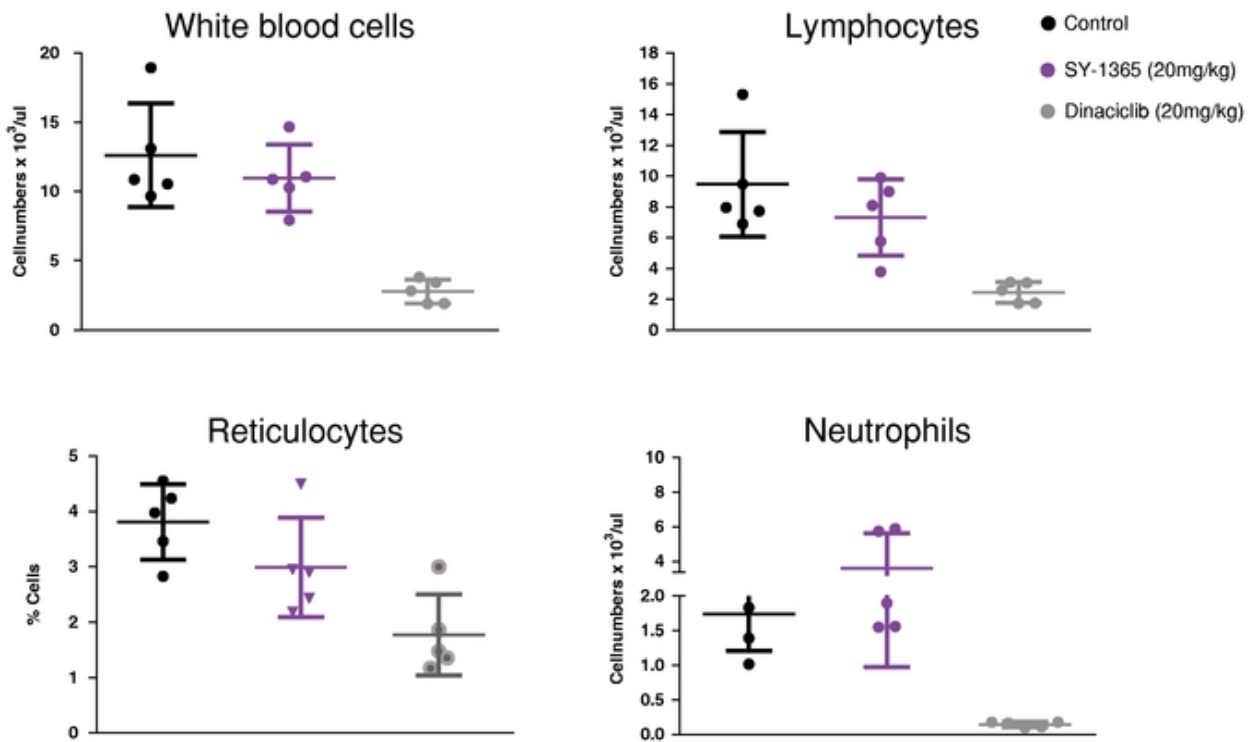 White blood cells
Cellnumbers x 10³/ul
20
15
10
5
0
Lymphocytes
Cellnumbers x 10³/ul
18
16
14
12
10
8
6
4
2
0
Control
SY-1365 (20mg/kg)
Dinaciclib (20mg/kg)
Reticulocytes
% Cells
5
4
3
2
1
0
Neutrophils
Cellnumbers x 10³/ul
10
8
6
4
2.0
1.5
1.0
0.5
0.0